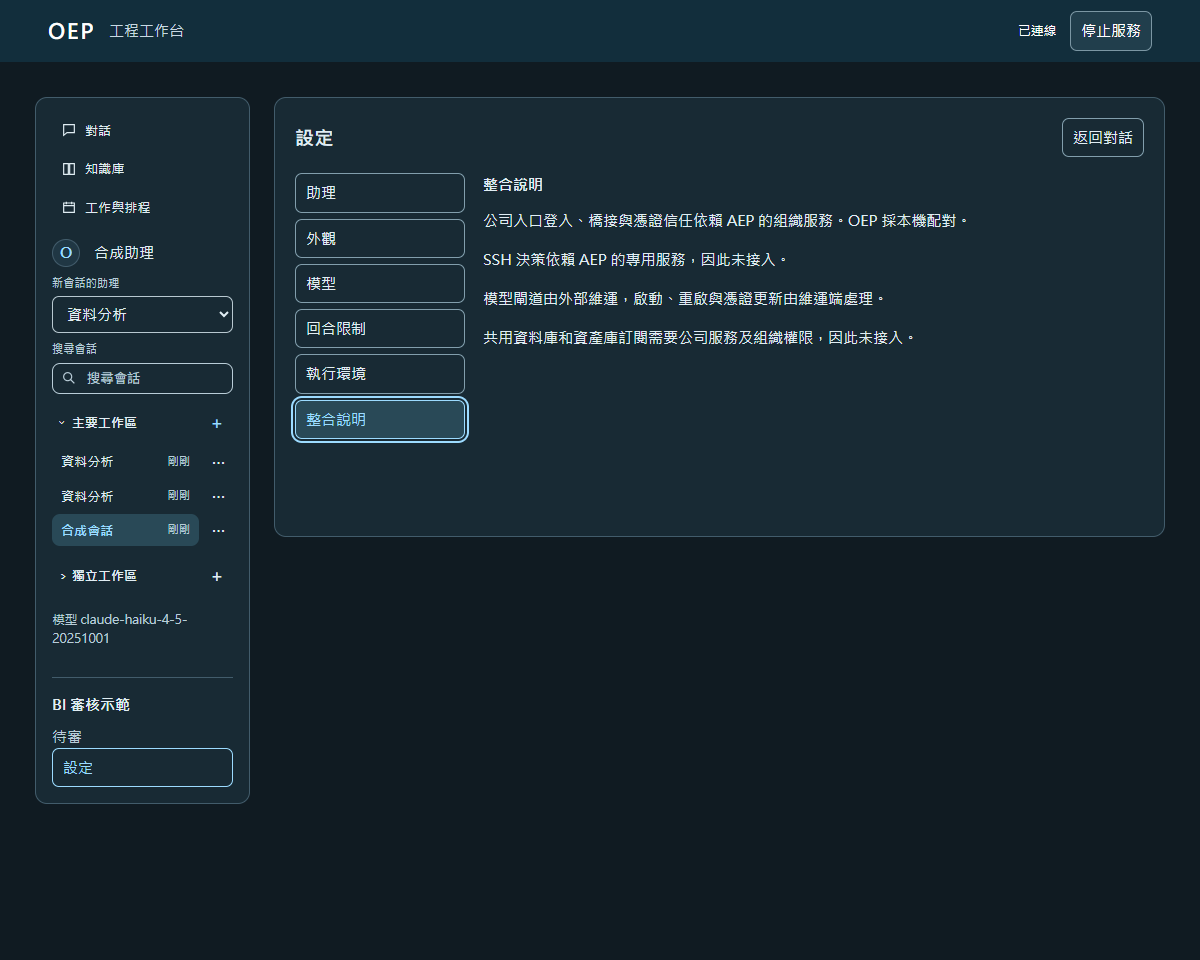 OEP 工程工作台
已連線
停止服務
對話
知識庫
工作與排程
O 合成助理
新會話的助理
資料分析
搜尋會話
搜尋會話
主要工作區 +
資料分析 剛剛 ...
資料分析 剛剛 ...
合成會話 剛剛 ...
獨立工作區 +
模型 claude-haiku-4-5-
20251001
BI 審核示範
待審
設定
設定
返回對話
助理
外觀
模型
回合限制
執行環境
整合說明
整合說明
公司入口登入、橋接與憑證信任依賴 AEP 的組織服務。OEP 採本機配對。
SSH 決策依賴 AEP 的專用服務，因此未接入。
模型閘道由外部維運，啟動、重啟與憑證更新由維運端處理。
共用資料庫和資產庫訂閱需要公司服務及組織權限，因此未接入。